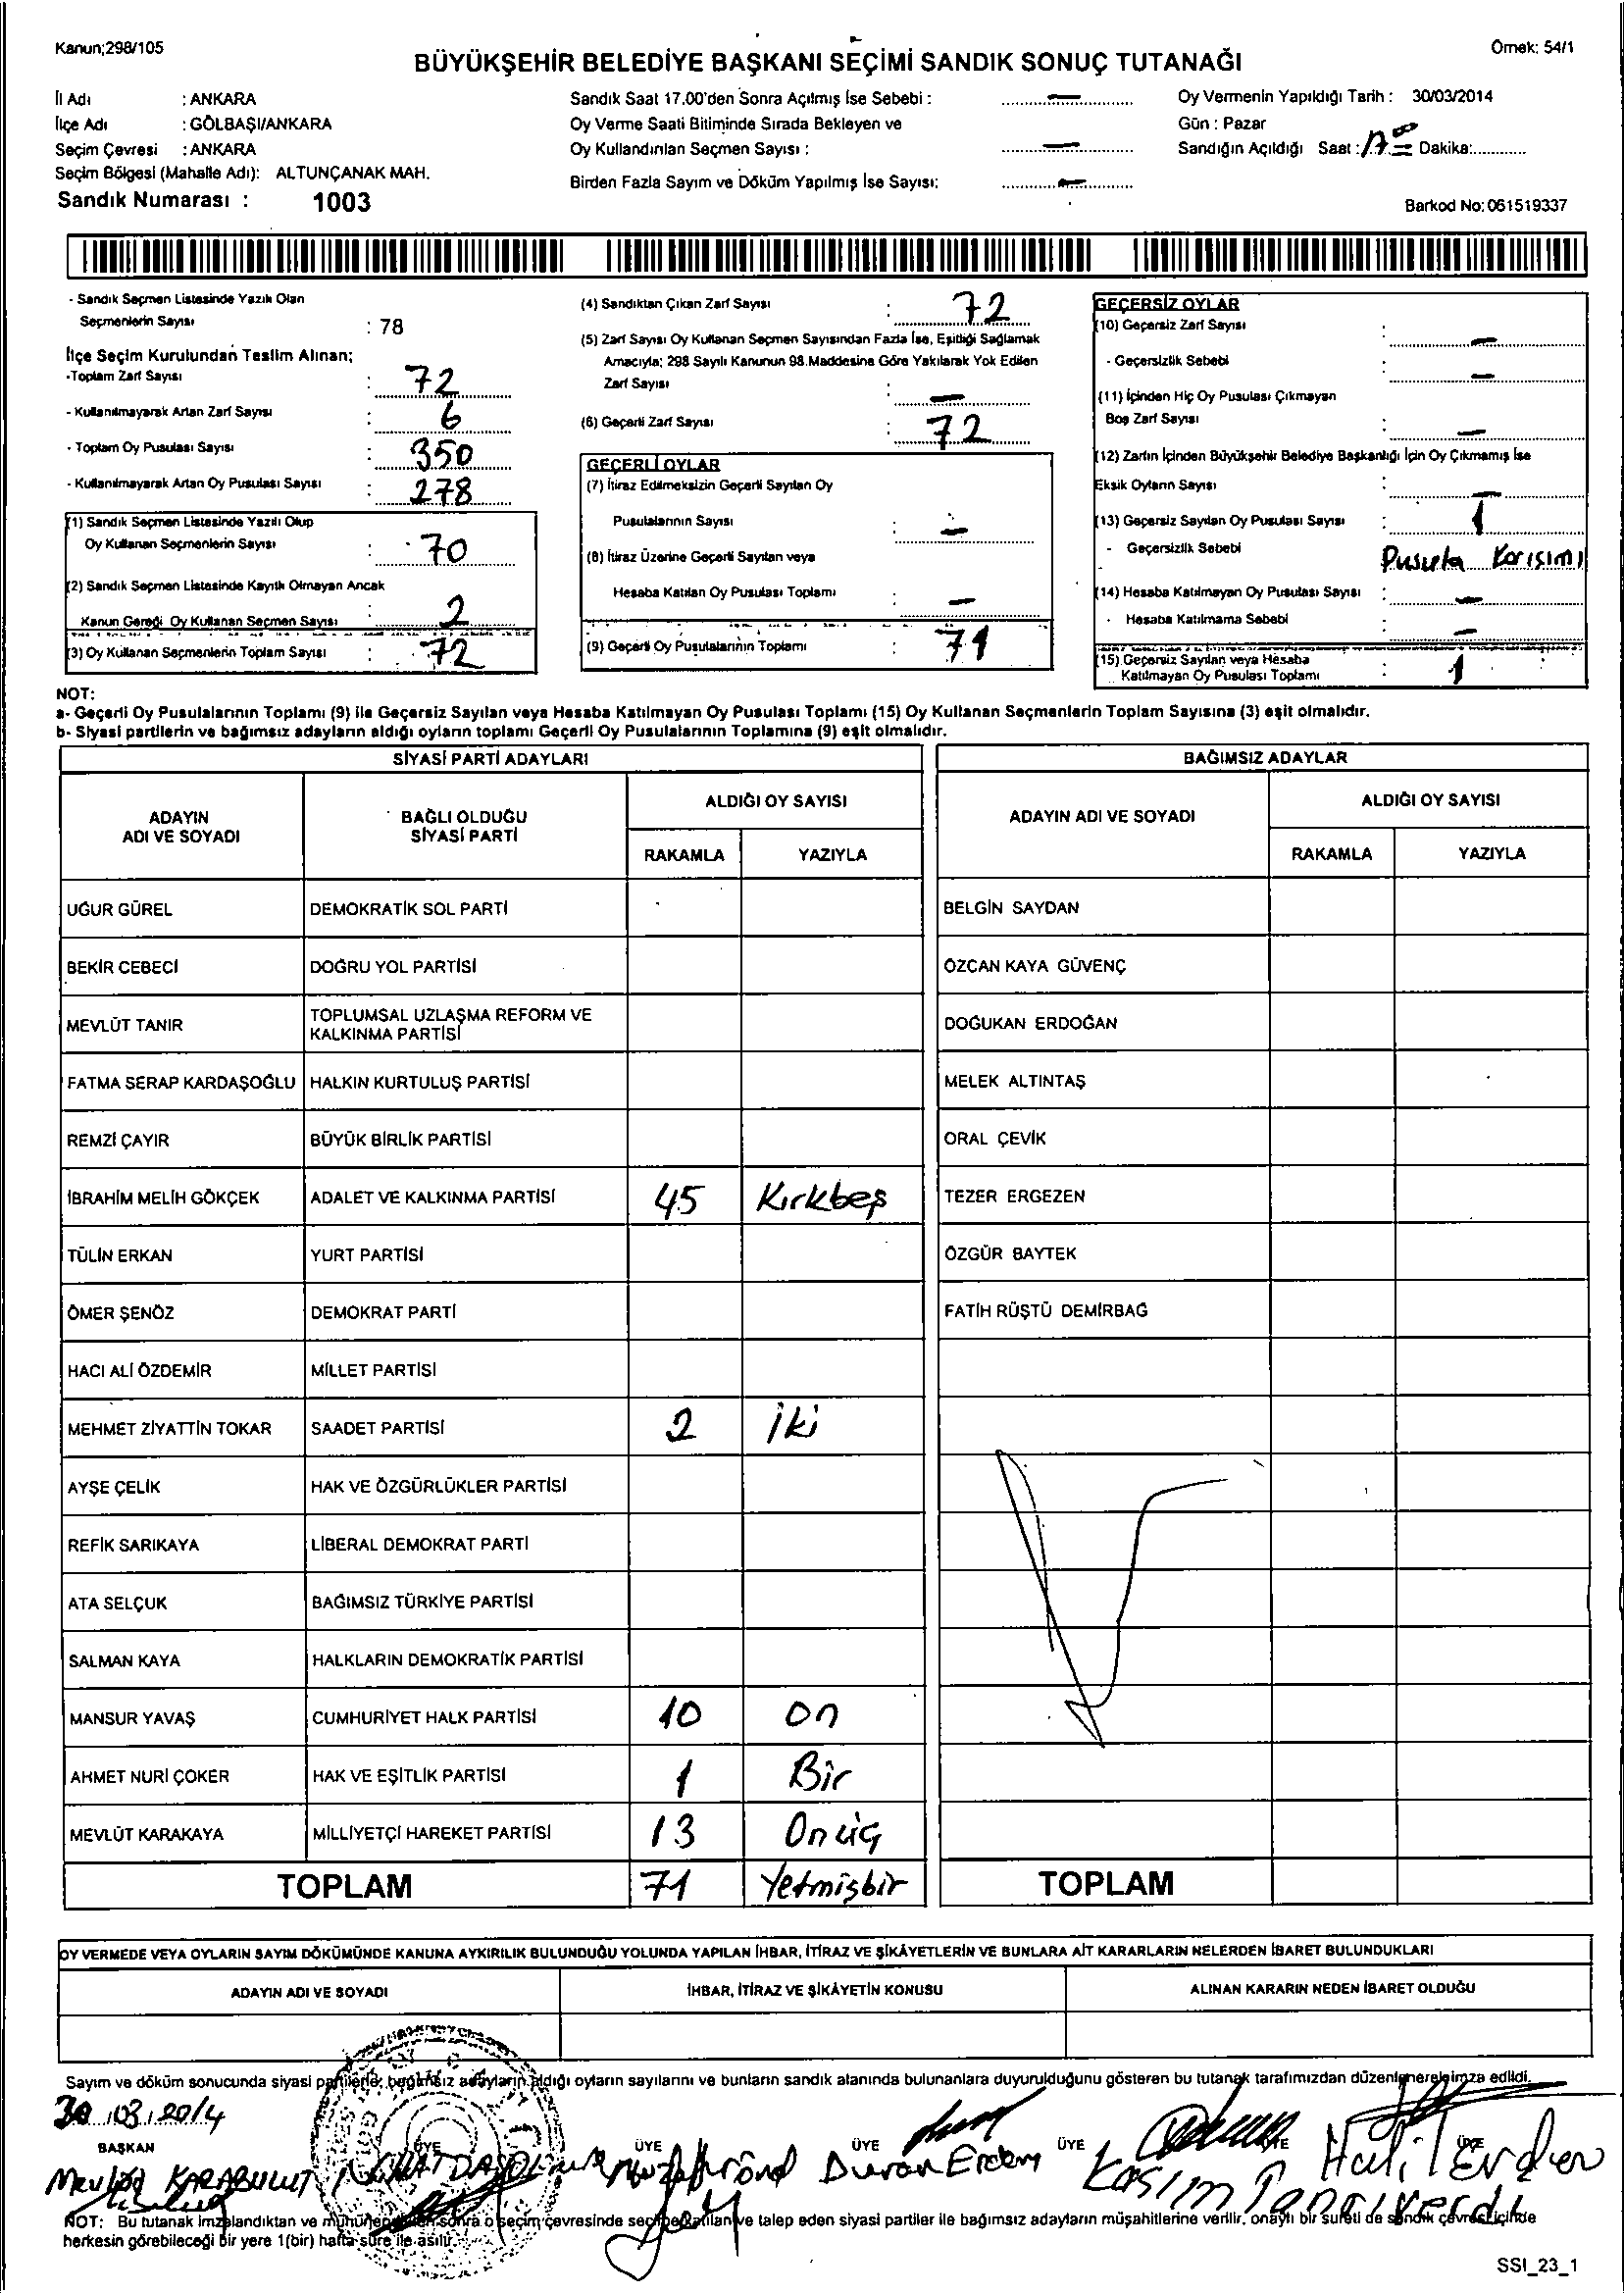 Kanun;298/105
Örnek: 54/1
BÜYÜKŞEHİR BELEDİYE BAŞKANI SEÇİMİ SANDIK SONUÇ TUTANAĞI
İl Adı : ANKARA
İlçe Adı : GÖLBAŞI/ANKARA
Seçim Çevresi : ANKARA
Seçim Bölgesi (Mahalle Adı): ALTUNÇANAK MAH.
Sandık Numarası : 1003
Sandık Saat 17.00'den Sonra Açılmış İse Sebebi : —
Oy Verme Saati Bitiminde Sırada Bekleyen ve
Oy Kullandırılan Seçmen Sayısı : —
Birden Fazla Sayım ve Döküm Yapılmış İse Sayısı: —
Oy Vermenin Yapıldığı Tarih : 30/03/2014
Gün : Pazar
Sandığın Açıldığı Saat : Dakika:
Barkod No: 061519337
- Sandık Seçmen Listesinde Yazılı Olan
Seçmenlerin Sayısı : 78
İlçe Seçim Kurulundan Teslim Alınan;
-Toplam Zarf Sayısı : 72
- Kullanılmayarak Artan Zarf Sayısı : 6
- Toplam Oy Pusulası Sayısı : 350
- Kullanılmayarak Artan Oy Pusulası Sayısı : 278
(1) Sandık Seçmen Listesinde Yazılı Olup
Oy Kullanan Seçmenlerin Sayısı : 70
(2) Sandık Seçmen Listesinde Kayıtlı Olmayan Ancak
Kanun Gereği Oy Kullanan Seçmen Sayısı : 2
(3) Oy Kullanan Seçmenlerin Toplam Sayısı : 72
(4) Sandıktan Çıkan Zarf Sayısı : 72
(5) Zarf Sayısı Oy Kullanan Seçmen Sayısından Fazla İse, Eşitliği Sağlamak
Amacıyla; 298 Sayılı Kanunun 98.Maddesine Göre Yakılarak Yok Edilen
Zarf Sayısı : —
(6) Geçerli Zarf Sayısı : 72
GEÇERLİ OYLAR
(7) İtiraz Edilmeksizin Geçerli Sayılan Oy
Pusulalarının Sayısı : —
(8) İtiraz Üzerine Geçerli Sayılan veya
Hesaba Katılan Oy Pusulası Toplamı : —
(9) Geçerli Oy Pusulalarının Toplamı : 71
GEÇERSİZ OYLAR
(10) Geçersiz Zarf Sayısı : —
- Geçersizlik Sebebi : —
(11) İçinden Hiç Oy Pusulası Çıkmayan
Boş Zarf Sayısı : —
(12) Zarfın İçinden Büyükşehir Belediye Başkanlığı İçin Oy Çıkmamış İse
Eksik Oyların Sayısı : —
(13) Geçersiz Sayılan Oy Pusulası Sayısı : 1
- Geçersizlik Sebebi Pusula Karışımı
(14) Hesaba Katılmayan Oy Pusulası Sayısı : —
- Hesaba Katılmama Sebebi : —
(15) Geçersiz Sayılan veya Hesaba
Katılmayan Oy Pusulası Toplamı : 1
NOT:
a- Geçerli Oy Pusulalarının Toplamı (9) ile Geçersiz Sayılan veya Hesaba Katılmayan Oy Pusulası Toplamı (15) Oy Kullanan Seçmenlerin Toplam Sayısına (3) eşit olmalıdır.
b- Siyasi partilerin ve bağımsız adayların aldığı oyların toplamı Geçerli Oy Pusulalarının Toplamına (9) eşit olmalıdır.
SİYASİ PARTİ ADAYLARI
ADAYIN ADI VE SOYADI
BAĞLI OLDUĞU SİYASİ PARTİ
ALDIĞI OY SAYISI
RAKAMLA YAZIYLA
UĞUR GÜREL DEMOKRATİK SOL PARTİ
BEKİR CEBECİ DOĞRU YOL PARTİSİ
MEVLÜT TANIR TOPLUMSAL UZLAŞMA REFORM VE KALKINMA PARTİSİ
FATMA SERAP KARDAŞOĞLU HALKIN KURTULUŞ PARTİSİ
REMZİ ÇAYIR BÜYÜK BİRLİK PARTİSİ
İBRAHİM MELİH GÖKÇEK ADALET VE KALKINMA PARTİSİ 45 Kırkbeş
TÜLİN ERKAN YURT PARTİSİ
ÖMER ŞENÖZ DEMOKRAT PARTİ
HACI ALİ ÖZDEMİR MİLLET PARTİSİ
MEHMET ZİYATTİN TOKAR SAADET PARTİSİ 2 iki
AYŞE ÇELİK HAK VE ÖZGÜRLÜKLER PARTİSİ
REFİK SARIKAYA LİBERAL DEMOKRAT PARTİ
ATA SELÇUK BAĞIMSIZ TÜRKİYE PARTİSİ
SALMAN KAYA HALKLARIN DEMOKRATİK PARTİSİ
MANSUR YAVAŞ CUMHURİYET HALK PARTİSİ 10 On
AHMET NURİ ÇOKER HAK VE EŞİTLİK PARTİSİ 1 Bir
MEVLÜT KARAKAYA MİLLİYETÇİ HAREKET PARTİSİ 13 Onüç
TOPLAM 71 Yetmişbir
BAĞIMSIZ ADAYLAR
ADAYIN ADI VE SOYADI
ALDIĞI OY SAYISI
RAKAMLA YAZIYLA
BELGİN SAYDAN
ÖZCAN KAYA GÜVENÇ
DOĞUKAN ERDOĞAN
MELEK ALTINTAŞ
ORAL ÇEVİK
TEZER ERGEZEN
ÖZGÜR BAYTEK
FATİH RÜŞTÜ DEMİRBAĞ
TOPLAM
OY VERMEDE VEYA OYLARIN SAYIM DÖKÜMÜNDE KANUNA AYKIRILIK BULUNDUĞU YOLUNDA YAPILAN İHBAR, İTİRAZ VE ŞİKÂYETLERİN VE BUNLARA AİT KARARLARIN NELERDEN İBARET BULUNDUKLARI
ADAYIN ADI VE SOYADI İHBAR, İTİRAZ VE ŞİKÂYETİN KONUSU ALINAN KARARIN NEDEN İBARET OLDUĞU
Sayım ve döküm sonucunda siyasi partilerle, bağımsız adayların aldığı oyların sayılarını ve bunların sandık alanında bulunanlara duyurulduğunu gösteren bu tutanak tarafımızdan düzenlenerek imza edildi.
30.03.2014
BAŞKAN ÜYE ÜYE ÜYE ÜYE ÜYE
KARABULUT Duran Erdem Kasım Tanrıverdi Halil Erden
NOT: Bu tutanak imzalandıktan ve mühürlendikten sonra o seçim çevresinde seçime katılan ve talep eden siyasi partiler ile bağımsız adayların müşahitlerine verilir, onaylı bir sureti de sandık çevresi içinde
herkesin görebileceği bir yere 1(bir) hafta süre ile asılır.
SSI_23_1